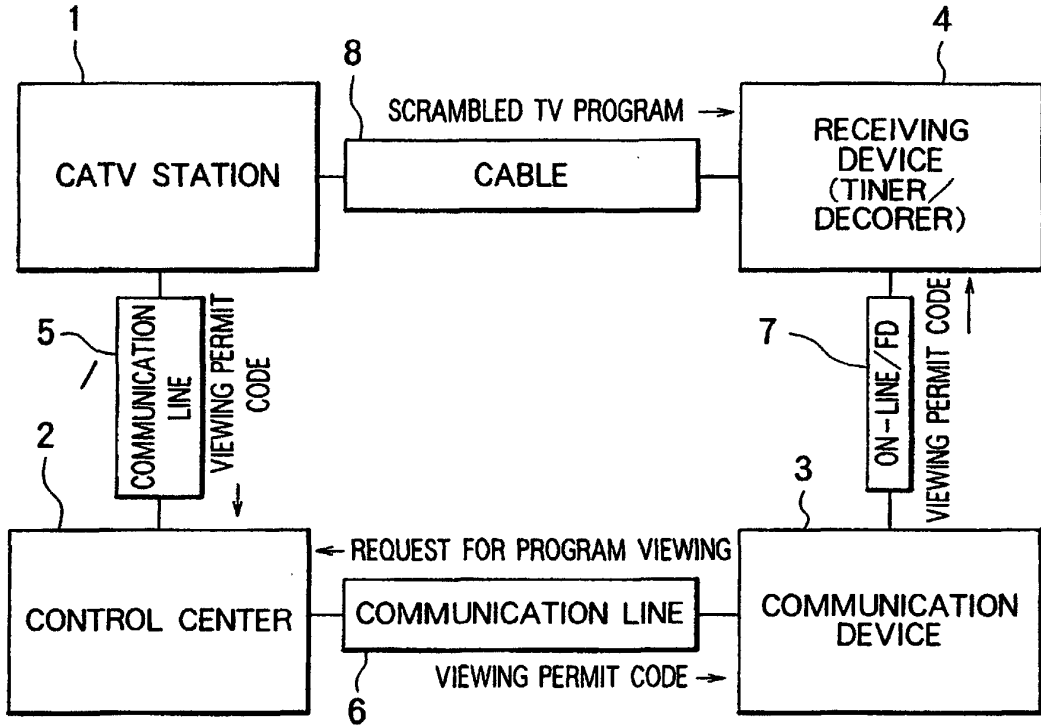 1
8
4
SCRAMBLED TV PROGRAM →
CATV STATION
CABLE
RECEIVING
DEVICE
(TINER/
DECORER)
5
COMMUNICATION
LINE
VIEWING PERMIT
CODE
↓
7
ON-LINE/FD
VIEWING PERMIT CODE
↑
2
3
← REQUEST FOR PROGRAM VIEWING
CONTROL CENTER
COMMUNICATION LINE
COMMUNICATION
DEVICE
VIEWING PERMIT CODE →
6